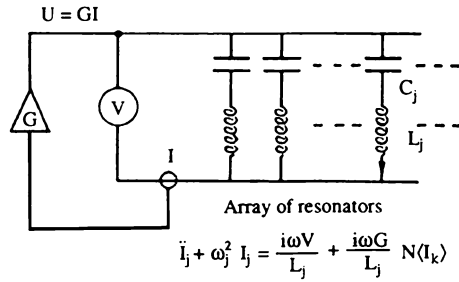 U = GI
G
V
I
C_j
L_j
Array of resonators
Ï_j + ω_j² I_j = iωV/L_j + iωG/L_j N⟨I_k⟩